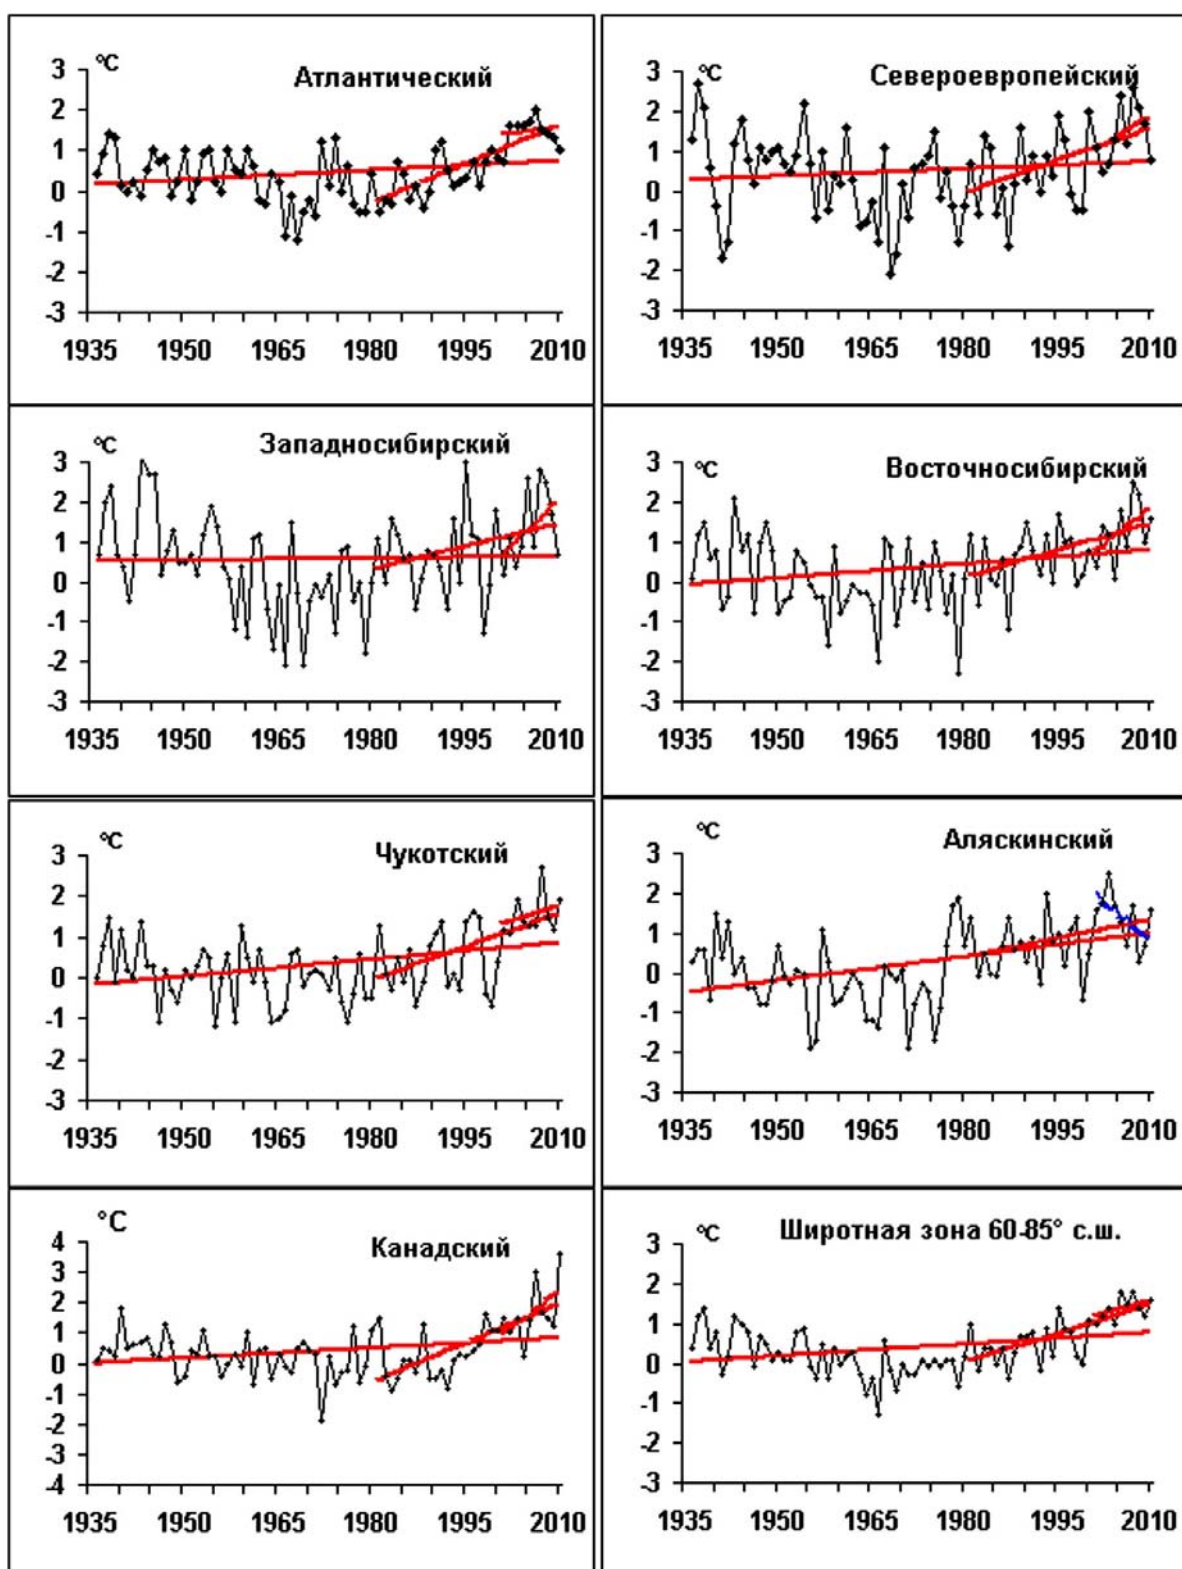 °C
Атлантический
3
2
1
0
-1
-2
-3
1935 1950 1965 1980 1995 2010
°C
Североевропейский
3
2
1
0
-1
-2
-3
1935 1950 1965 1980 1995 2010
°C
Западносибирский
3
2
1
0
-1
-2
-3
1935 1950 1965 1980 1995 2010
°C
Восточносибирский
3
2
1
0
-1
-2
-3
1935 1950 1965 1980 1995 2010
°C
Чукотский
3
2
1
0
-1
-2
-3
1935 1950 1965 1980 1995 2010
°C
Аляскинский
3
2
1
0
-1
-2
-3
1935 1950 1965 1980 1995 2010
°C
Канадский
4
3
2
1
0
-1
-2
-3
-4
1935 1950 1965 1980 1995 2010
°C
Широтная зона 60-85° с.ш.
3
2
1
0
-1
-2
-3
1935 1950 1965 1980 1995 2010